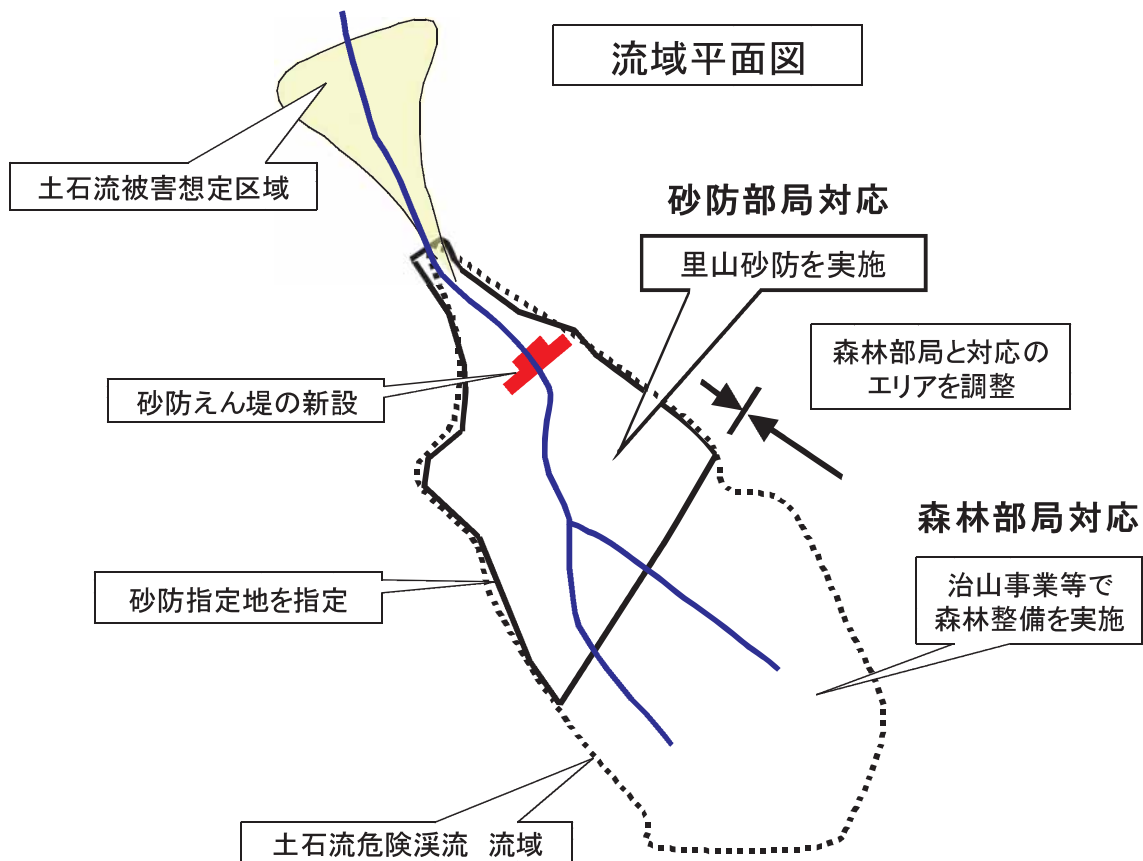 流域平面図
土石流被害想定区域
砂防部局対応
里山砂防を実施
森林部局と対応の
エリアを調整
砂防えん堤の新設
森林部局対応
治山事業等で
森林整備を実施
砂防指定地を指定
土石流危険渓流 流域